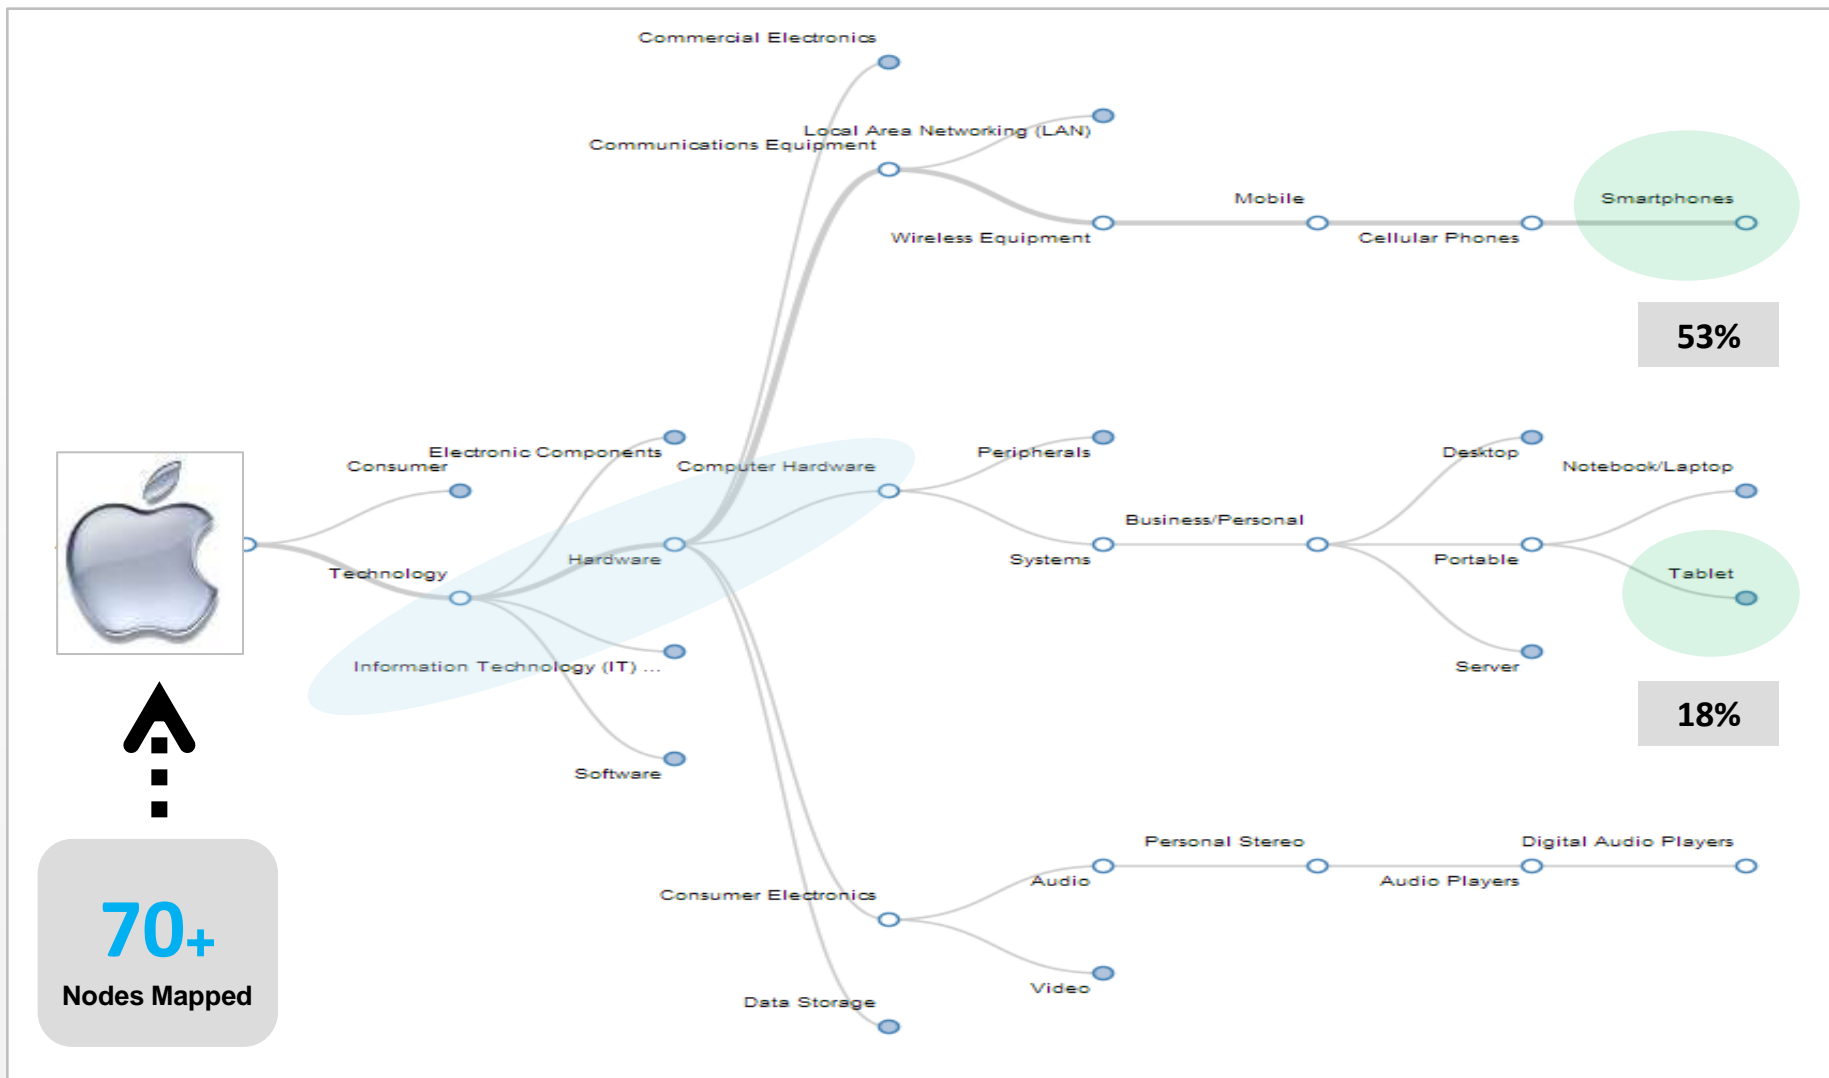 Commercial Electronics
Local Area Networking (LAN)
Communications Equipment
Mobile
Smartphones
Wireless Equipment
Cellular Phones
53%
Electronic Components
Consumer
Computer Hardware
Peripherals
Desktop
Notebook/Laptop
Business/Personal
Technology
Hardware
Systems
Portable
Tablet
Information Technology (IT) ...
Server
18%
Software
Personal Stereo
Digital Audio Players
Consumer Electronics
Audio
Audio Players
70+
Nodes Mapped
Data Storage
Video